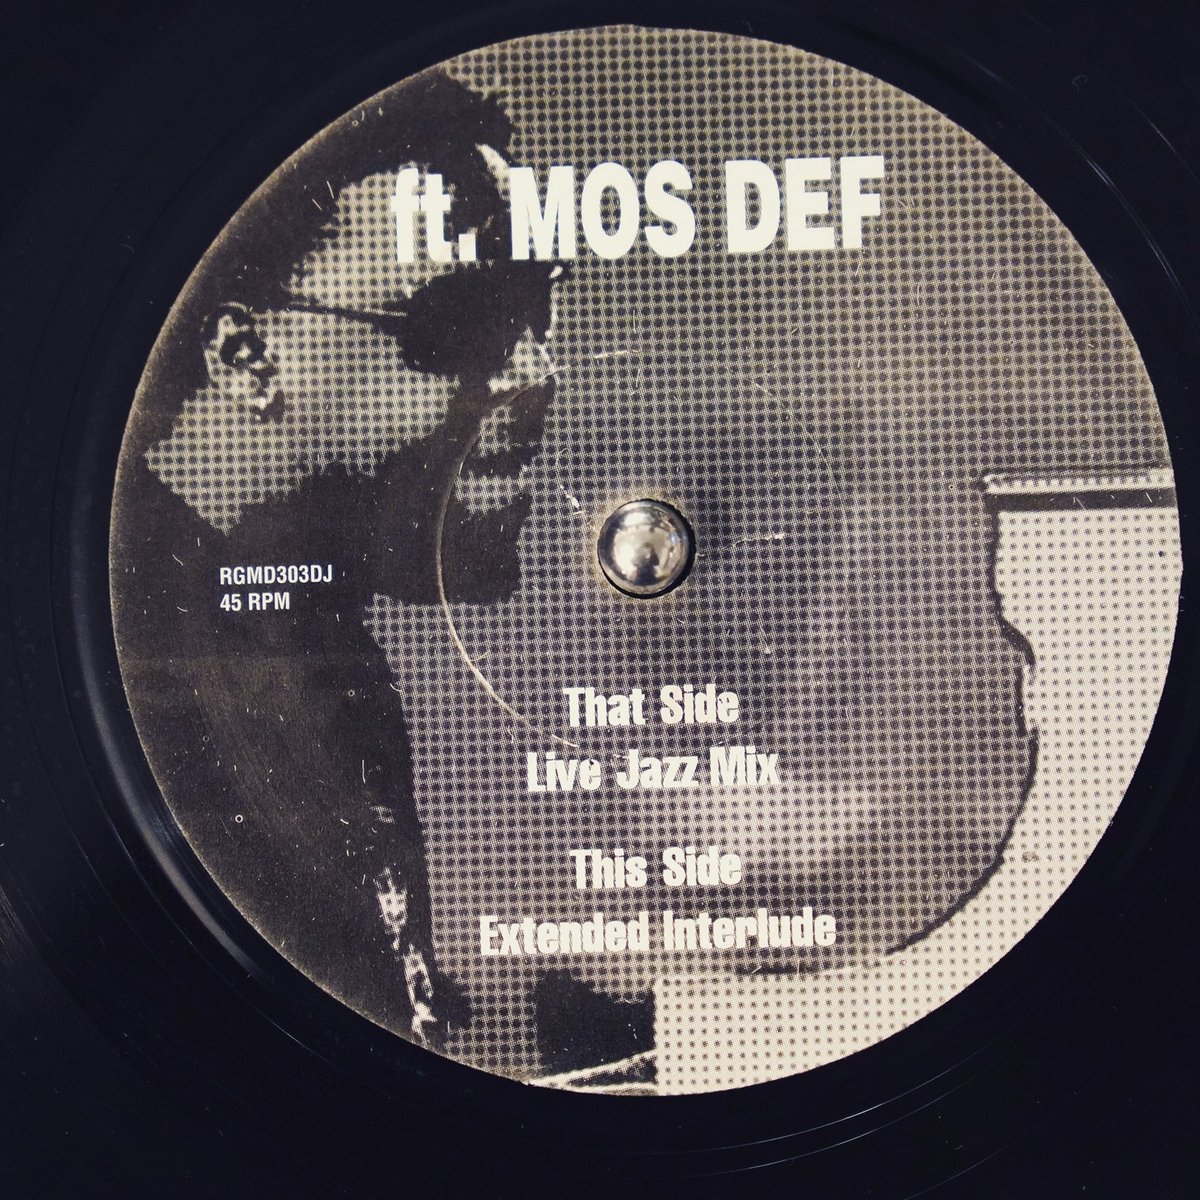 ft. MOS DEF
RGMD303DJ
45 RPM
That Side
Live Jazz Mix
This Side
Extended Interlude